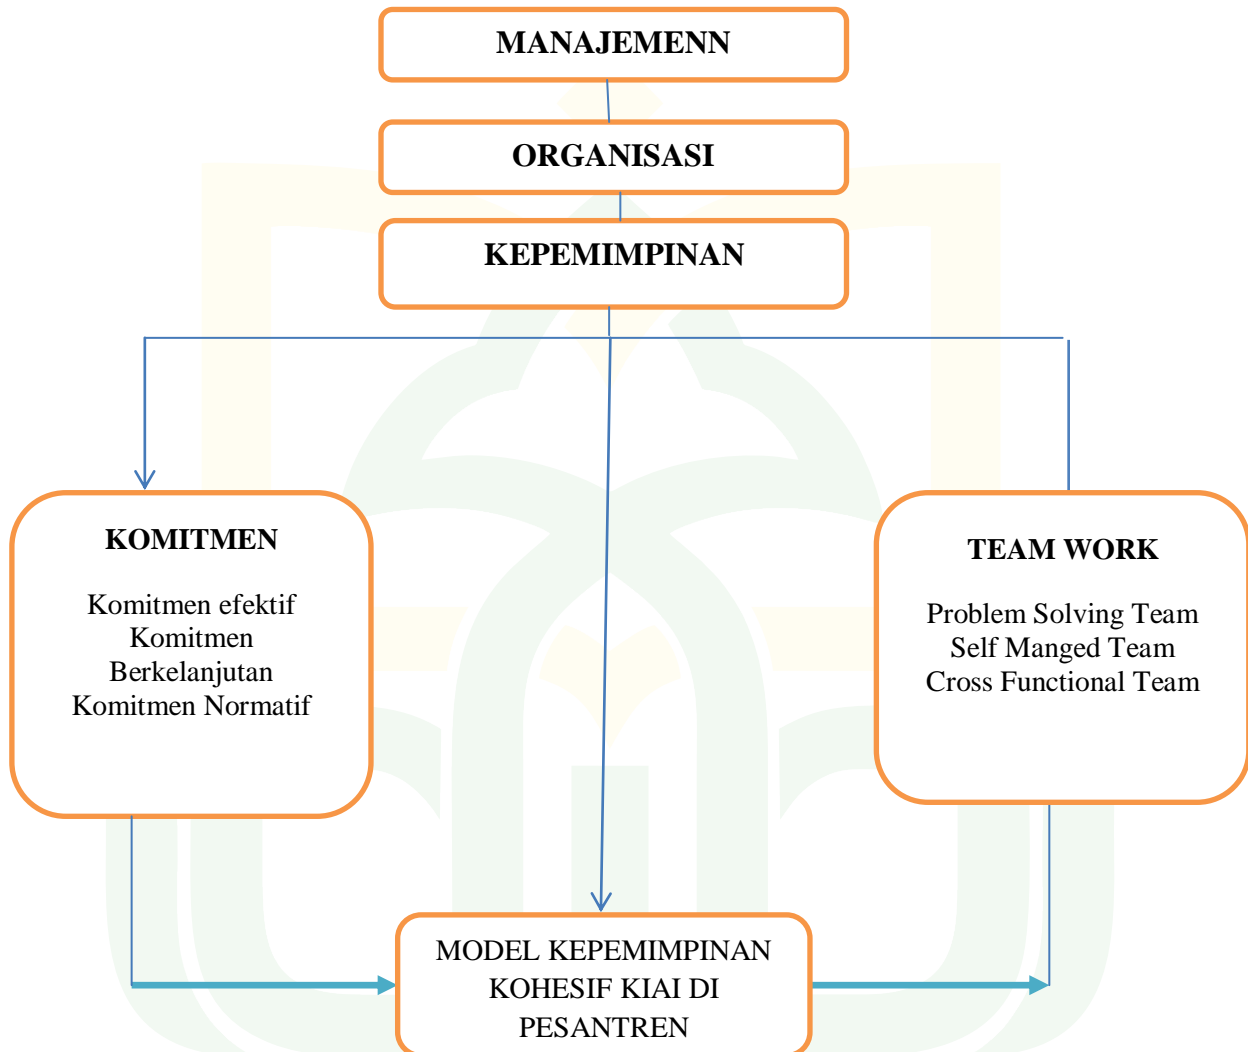 MANAJEMENN
ORGANISASI
KEPEMIMPINAN
KOMITMEN
Komitmen efektif
Komitmen
Berkelanjutan
Komitmen Normatif
TEAM WORK
Problem Solving Team
Self Manged Team
Cross Functional Team
MODEL KEPEMIMPINAN
KOHESIF KIAI DI
PESANTREN